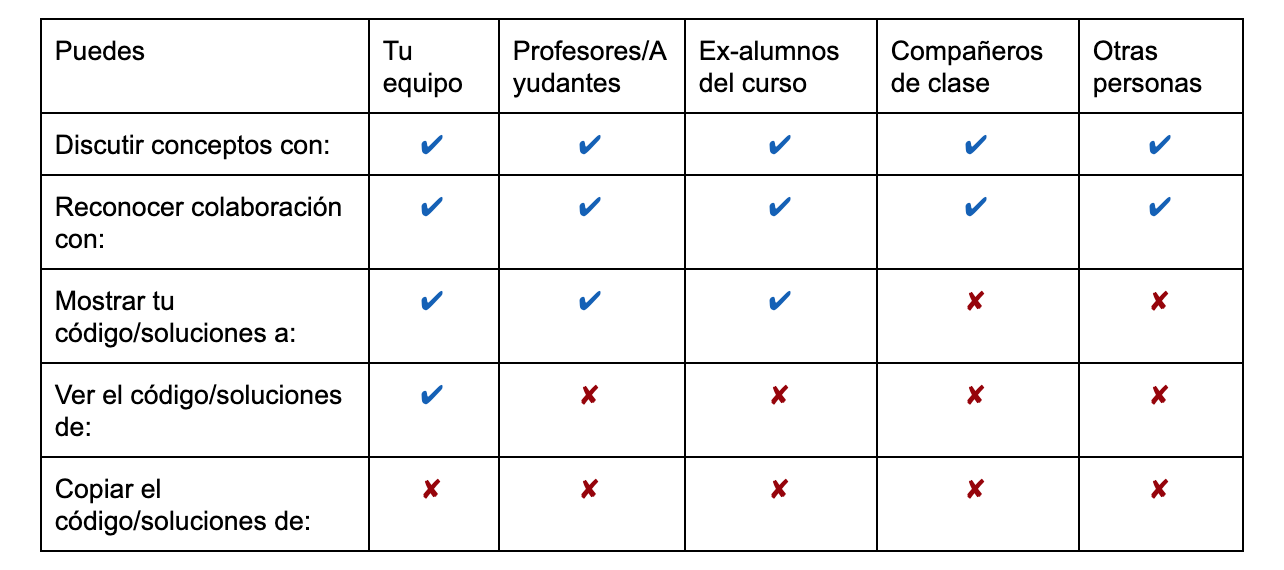 Puedes
Tu
equipo
Profesores/A
yudantes
Ex-alumnos
del curso
Compañeros
de clase
Otras
personas
Discutir conceptos con: ✔ ✔ ✔ ✔ ✔
Reconocer colaboración
con: ✔ ✔ ✔ ✔ ✔
Mostrar tu
código/soluciones a: ✔ ✔ ✔ ✘ ✘
Ver el código/soluciones
de: ✔ ✘ ✘ ✘ ✘
Copiar el
código/soluciones de: ✘ ✘ ✘ ✘ ✘